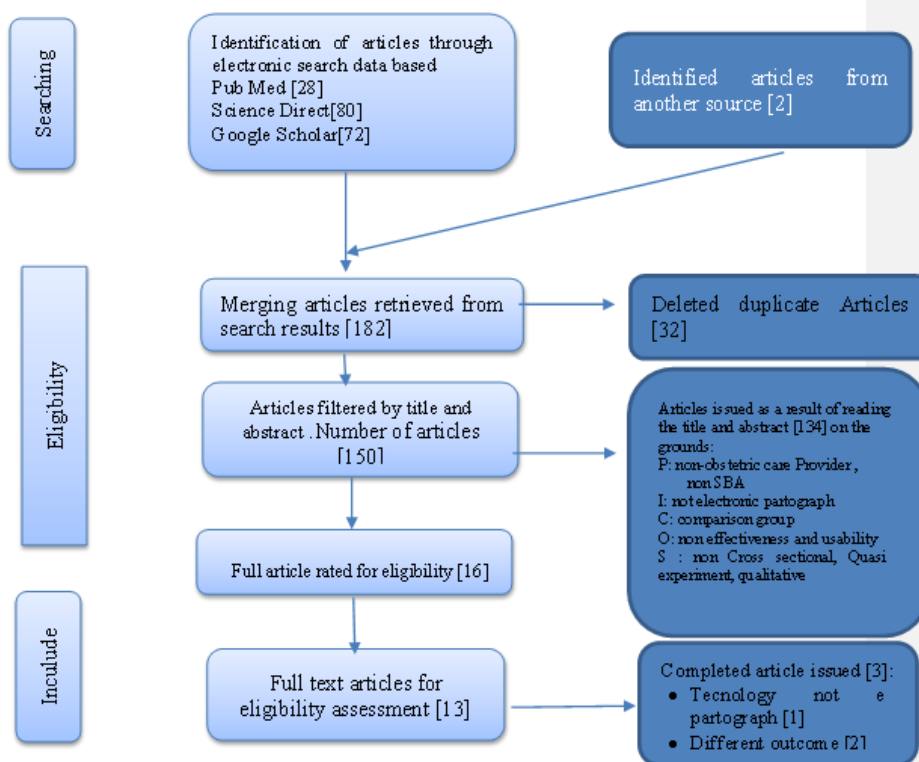 Searching
Identification of articles through
electronic search data based
Pub Med [28]
Science Direct[80]
Google Scholar[72]
Identified articles from
another source [2]
Eligibility
Merging articles retrieved from
search results [182]
Deleted duplicate Articles
[32]
Articles filtered by title and
abstract . Number of articles
[150]
Articles issued as a result of reading
the title and abstract [134] on the
grounds:
P: non-obstetric care Provider ,
non SBA
I: not electronic partograph
C: comparison group
O: non effectiveness and usability
S : non Cross sectional, Quasi
experiment, qualitative
Full article rated for eligibility [16]
Inculude
Full text articles for
eligibility assessment [13]
Completed article issued [3]:
● Tecnology not e
partograph [1]
● Different outcome [2]